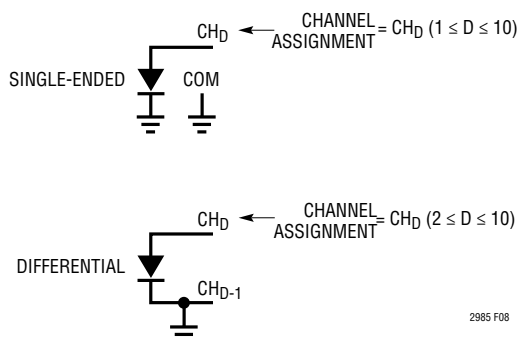 CHD
CHANNEL
ASSIGNMENT = CHD (1 ≤ D ≤ 10)
SINGLE-ENDED
COM
CHD
CHANNEL
ASSIGNMENT = CHD (2 ≤ D ≤ 10)
DIFFERENTIAL
CHD-1
2985 F08